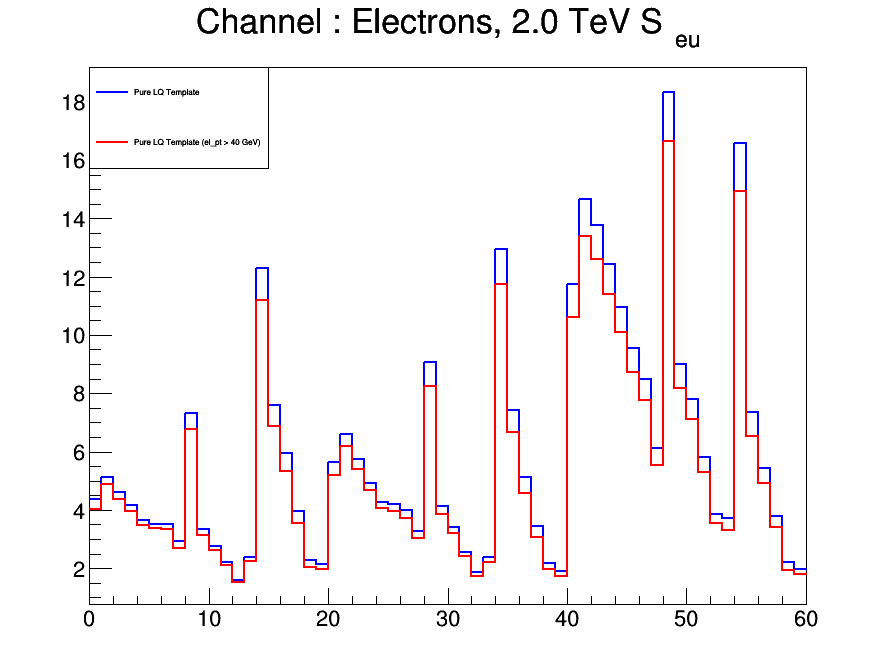 Channel : Electrons, 2.0 TeV S eu
Pure LQ Template
Pure LQ Template (el_pt > 40 GeV)
18
16
14
12
10
8
6
4
2
0 10 20 30 40 50 60